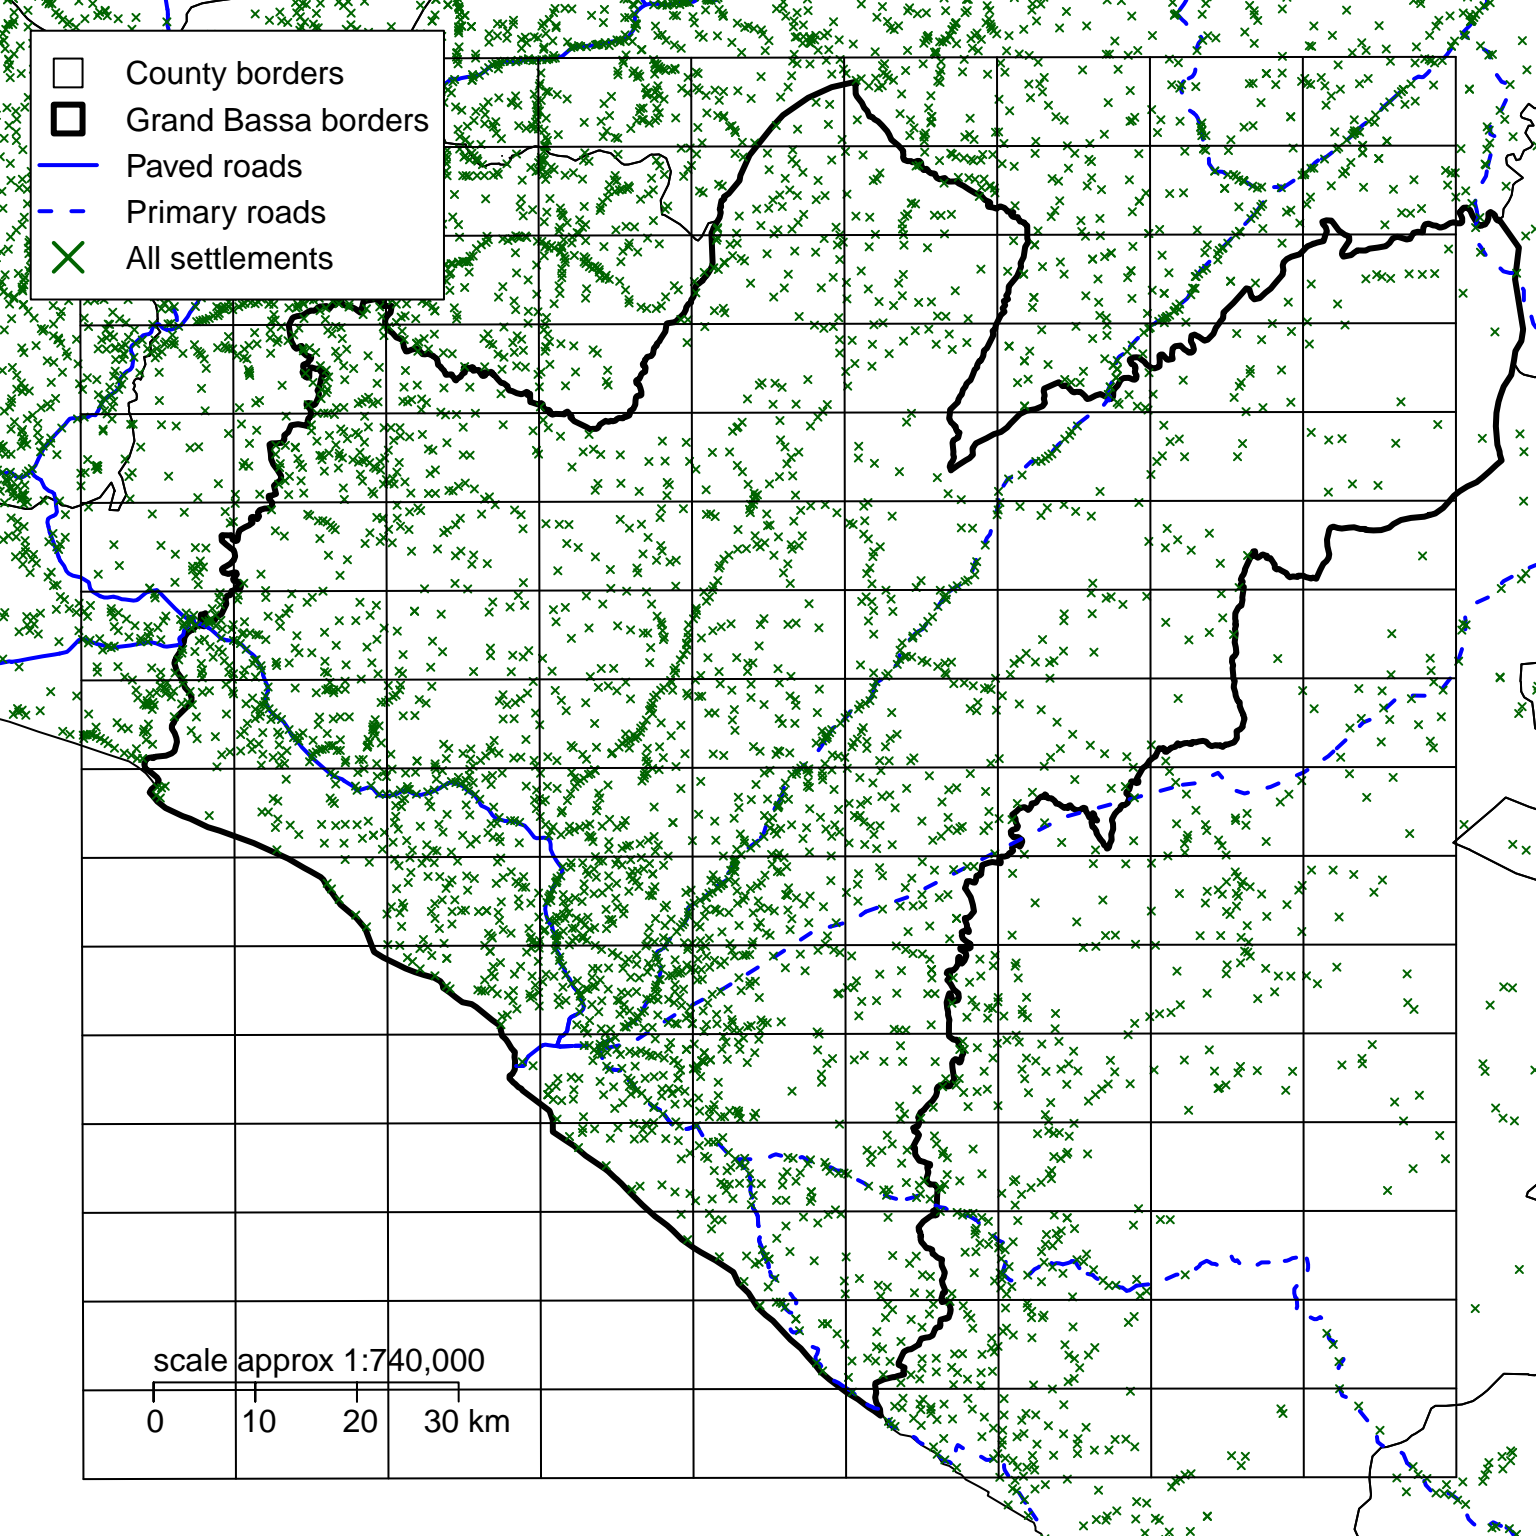 County borders
Grand Bassa borders
Paved roads
Primary roads
All settlements
scale approx 1:740,000
0 10 20 30 km